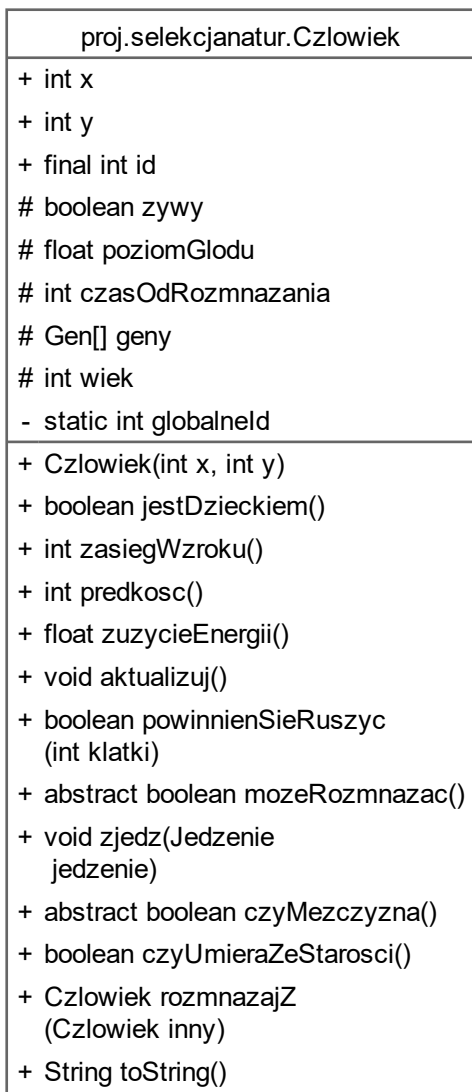 proj.selekcjanatur.Czlowiek
+ int x
+ int y
+ final int id
# boolean zywy
# float poziomGlodu
# int czasOdRozmnazania
# Gen[] geny
# int wiek
- static int globalneId
+ Czlowiek(int x, int y)
+ boolean jestDzieckiem()
+ int zasiegWzroku()
+ int predkosc()
+ float zuzycieEnergii()
+ void aktualizuj()
+ boolean powinnienSieRuszyc
(int klatki)
+ abstract boolean mozeRozmnazac()
+ void zjedz(Jedzenie
jedzenie)
+ abstract boolean czyMezczyzna()
+ boolean czyUmieraZeStarosci()
+ Czlowiek rozmnazajZ
(Czlowiek inny)
+ String toString()